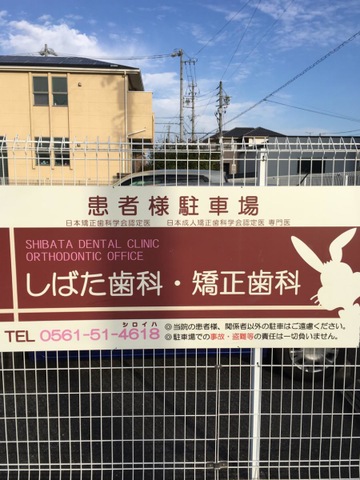 患者様駐車場
日本矯正歯科学会認定医 日本成人矯正歯科学会認定医 専門医
SHIBATA DENTAL CLINIC
ORTHODONTIC OFFICE
しばた歯科・矯正歯科
シロイハ
TEL 0561-51-4618
◎当院の患者様、関係者以外の駐車はご遠慮ください。
◎駐車場での事故・盗難等の責任は一切負いません。